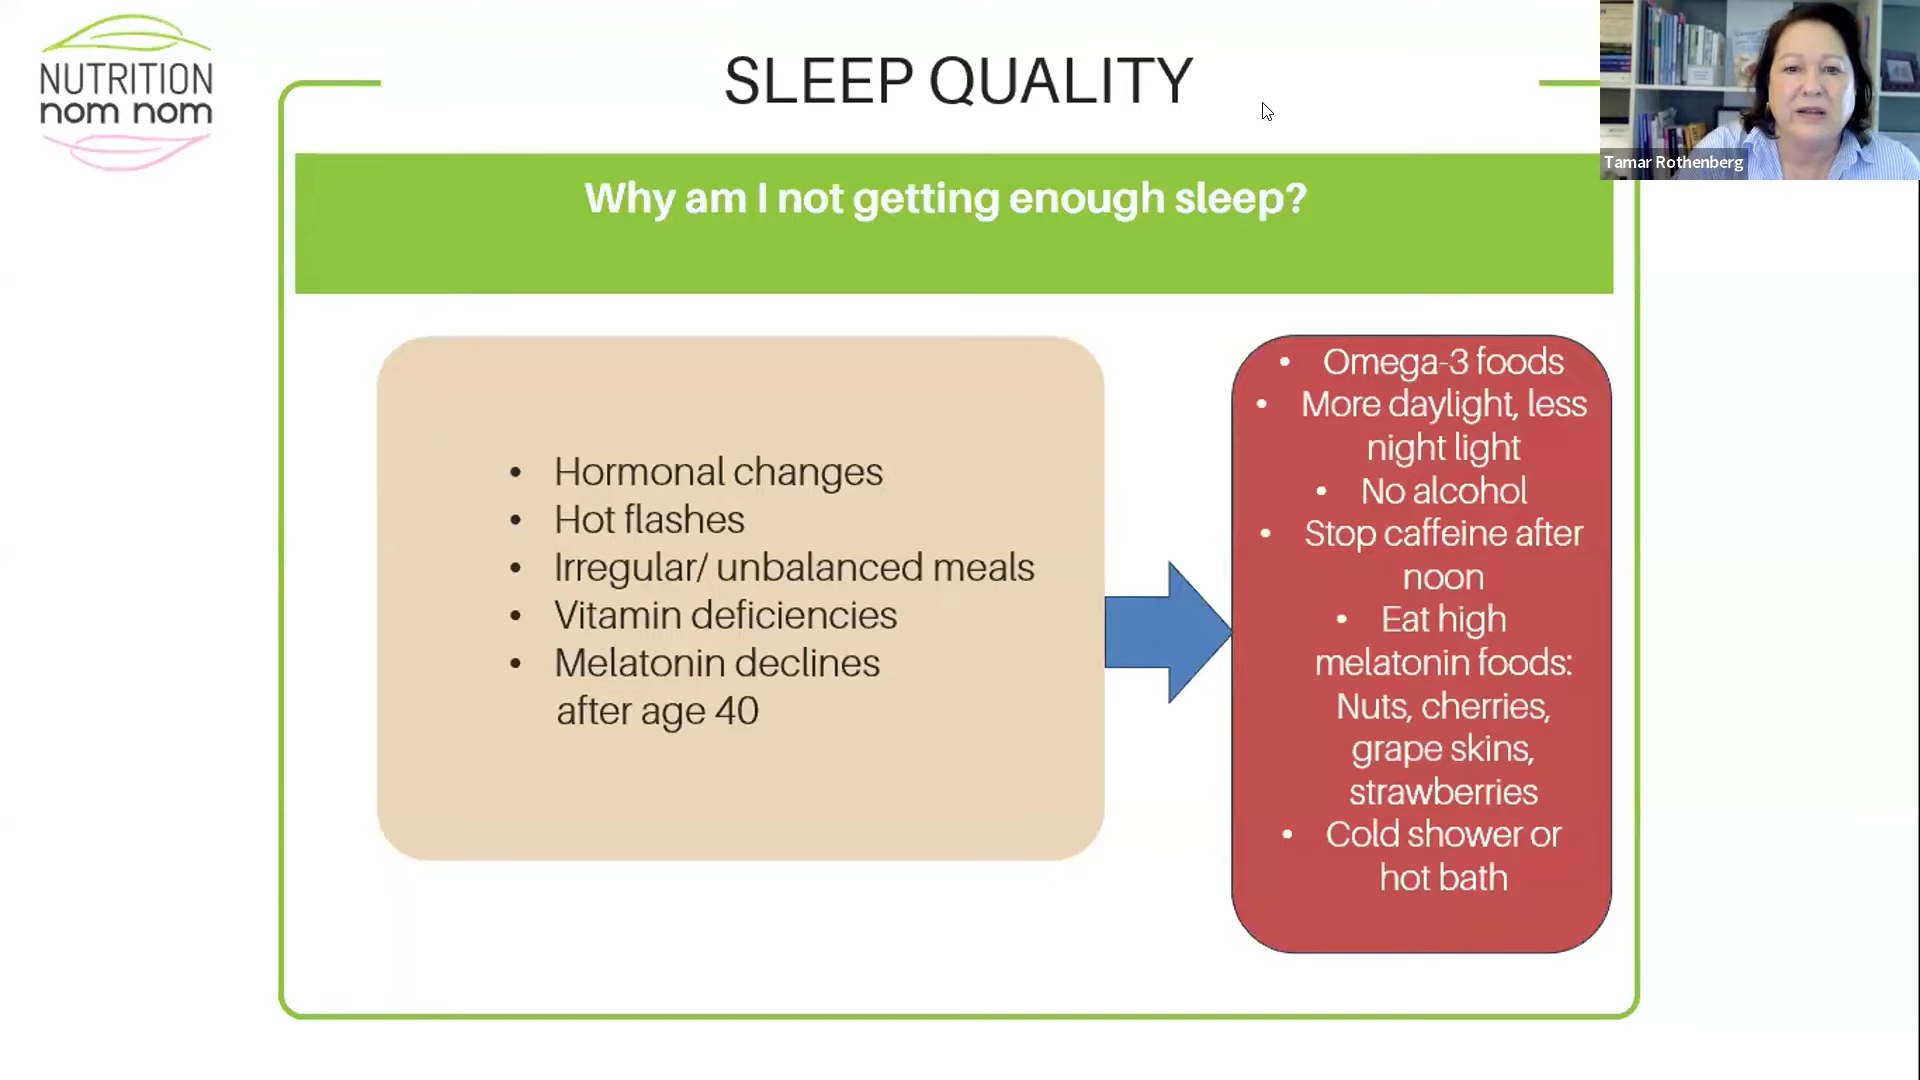 NUTRITION
nom nom
SLEEP QUALITY
Tamar Rothenberg
Why am I not getting enough sleep?
• Hormonal changes
• Hot flashes
• Irregular/ unbalanced meals
• Vitamin deficiencies
• Melatonin declines
after age 40
• Omega-3 foods
• More daylight, less
night light
• No alcohol
• Stop caffeine after
noon
• Eat high
melatonin foods:
Nuts, cherries,
grape skins,
strawberries
• Cold shower or
hot bath